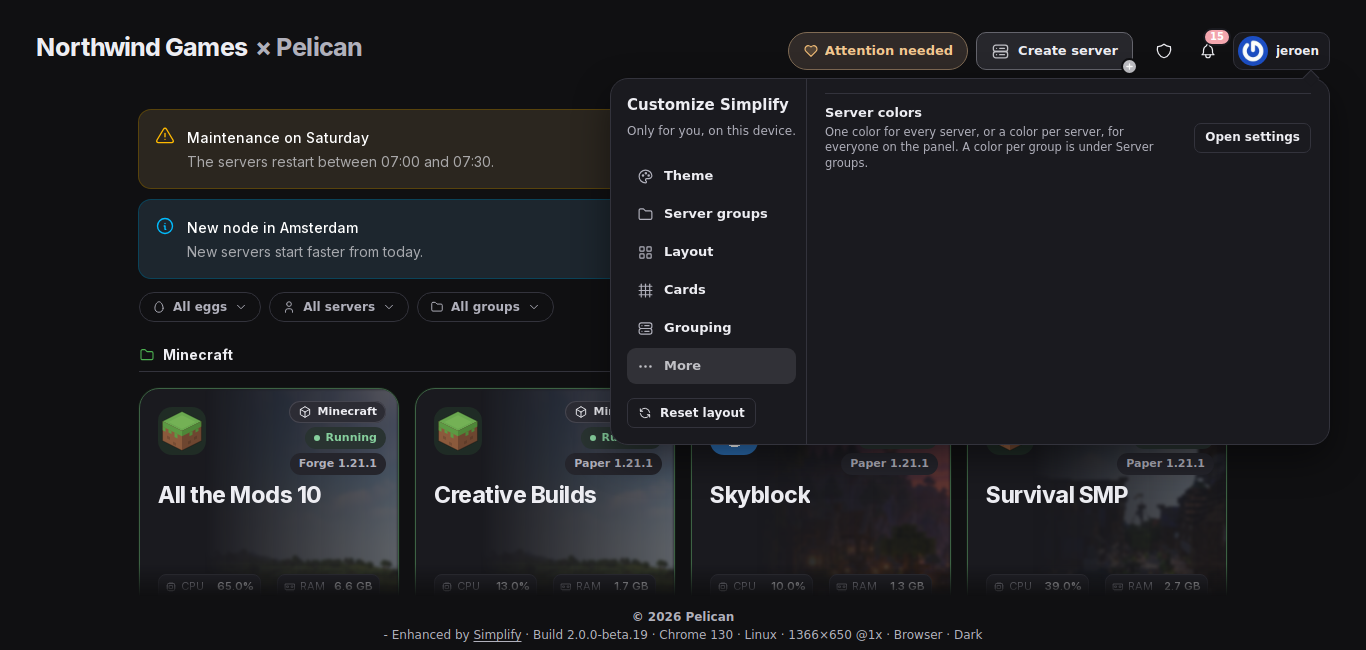 Northwind Games × Pelican
Attention needed
Create server
15
jeroen
Customize Simplify
Only for you, on this device.
Theme
Server groups
Layout
Cards
Grouping
More
Reset layout
Server colors
One color for every server, or a color per server, for
everyone on the panel. A color per group is under Server
groups.
Open settings
Maintenance on Saturday
The servers restart between 07:00 and 07:30.
New node in Amsterdam
New servers start faster from today.
All eggs
All servers
All groups
Minecraft
Minecraft
Running
Forge 1.21.1
All the Mods 10
CPU 65.0%
RAM 6.6 GB
Paper 1.21.1
Creative Builds
CPU 13.0%
RAM 1.7 GB
Paper 1.21.1
Skyblock
CPU 10.0%
RAM 1.3 GB
Paper 1.21.1
Survival SMP
CPU 39.0%
RAM 2.7 GB
© 2026 Pelican
- Enhanced by Simplify · Build 2.0.0-beta.19 · Chrome 130 · Linux · 1366×650 @1x · Browser · Dark